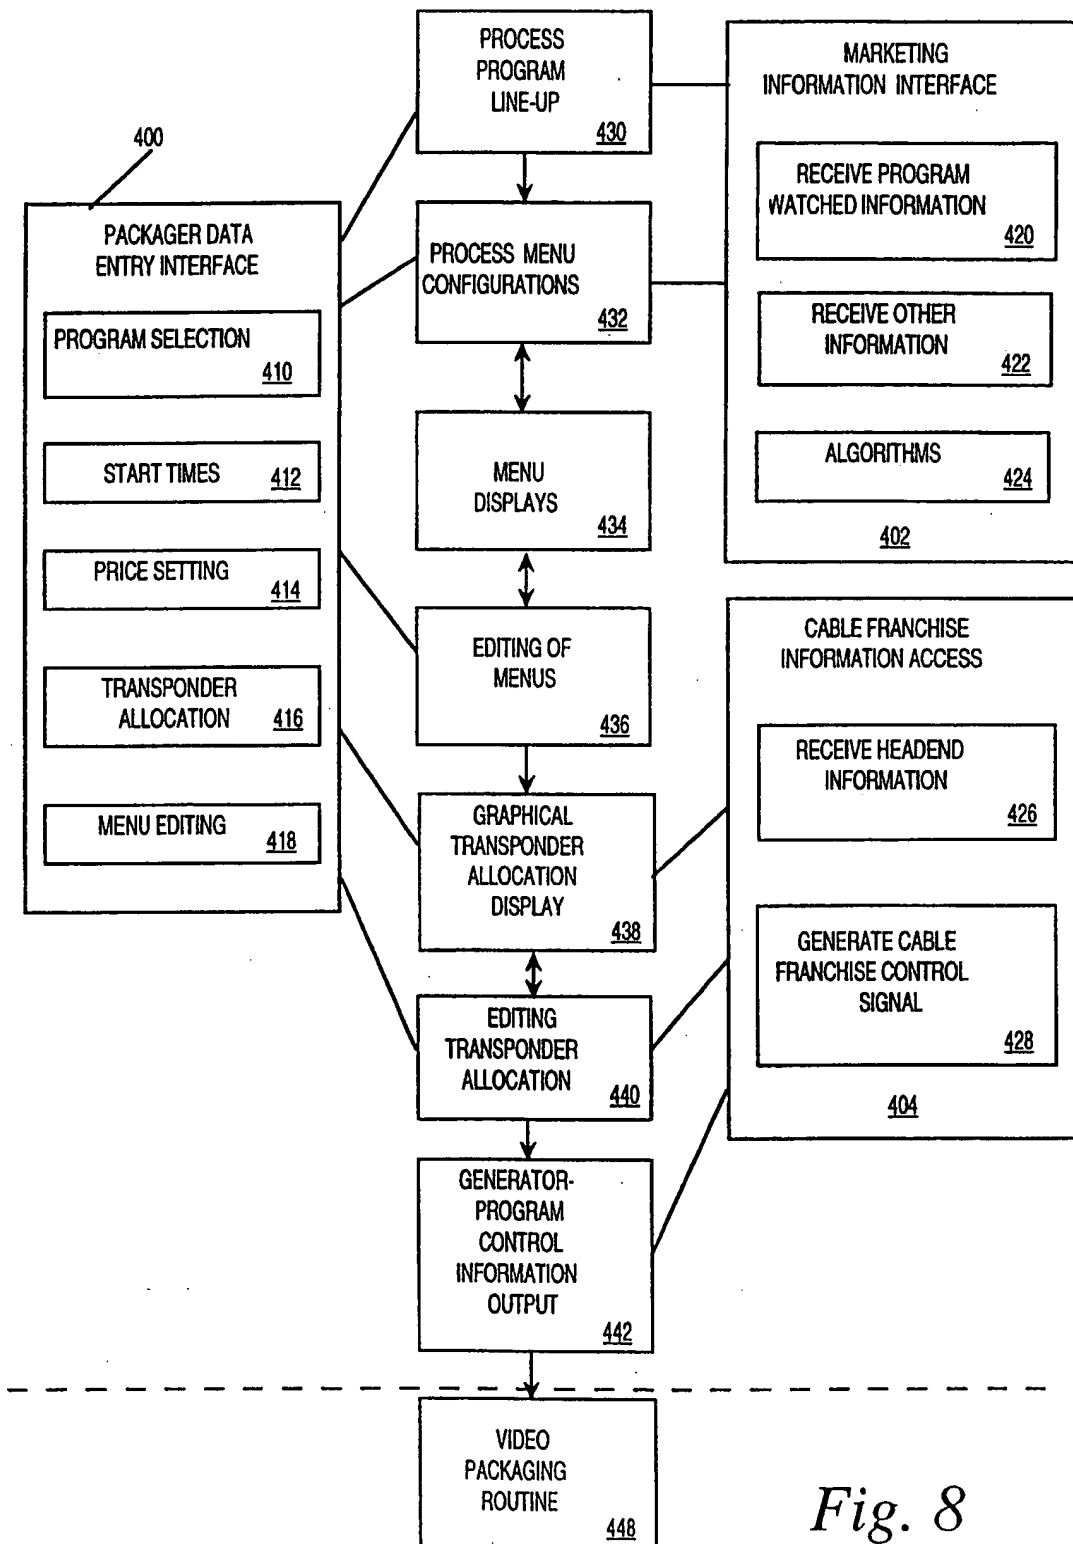 PROCESS
PROGRAM
LINE-UP
430
MARKETING
INFORMATION INTERFACE
RECEIVE PROGRAM
WATCHED INFORMATION
420
RECEIVE OTHER
INFORMATION
422
ALGORITHMS
424
402
400
PACKAGER DATA
ENTRY INTERFACE
PROGRAM SELECTION
410
START TIMES
412
PRICE SETTING
414
TRANSPONDER
ALLOCATION
416
MENU EDITING
418
PROCESS MENU
CONFIGURATIONS
432
MENU
DISPLAYS
434
EDITING OF
MENUS
436
GRAPHICAL
TRANSPONDER
ALLOCATION
DISPLAY
438
EDITING
TRANSPONDER
ALLOCATION
440
GENERATOR-
PROGRAM
CONTROL
INFORMATION
OUTPUT
442
CABLE FRANCHISE
INFORMATION ACCESS
RECEIVE HEADEND
INFORMATION
426
GENERATE CABLE
FRANCHISE CONTROL
SIGNAL
428
404
VIDEO
PACKAGING
ROUTINE
448
Fig. 8